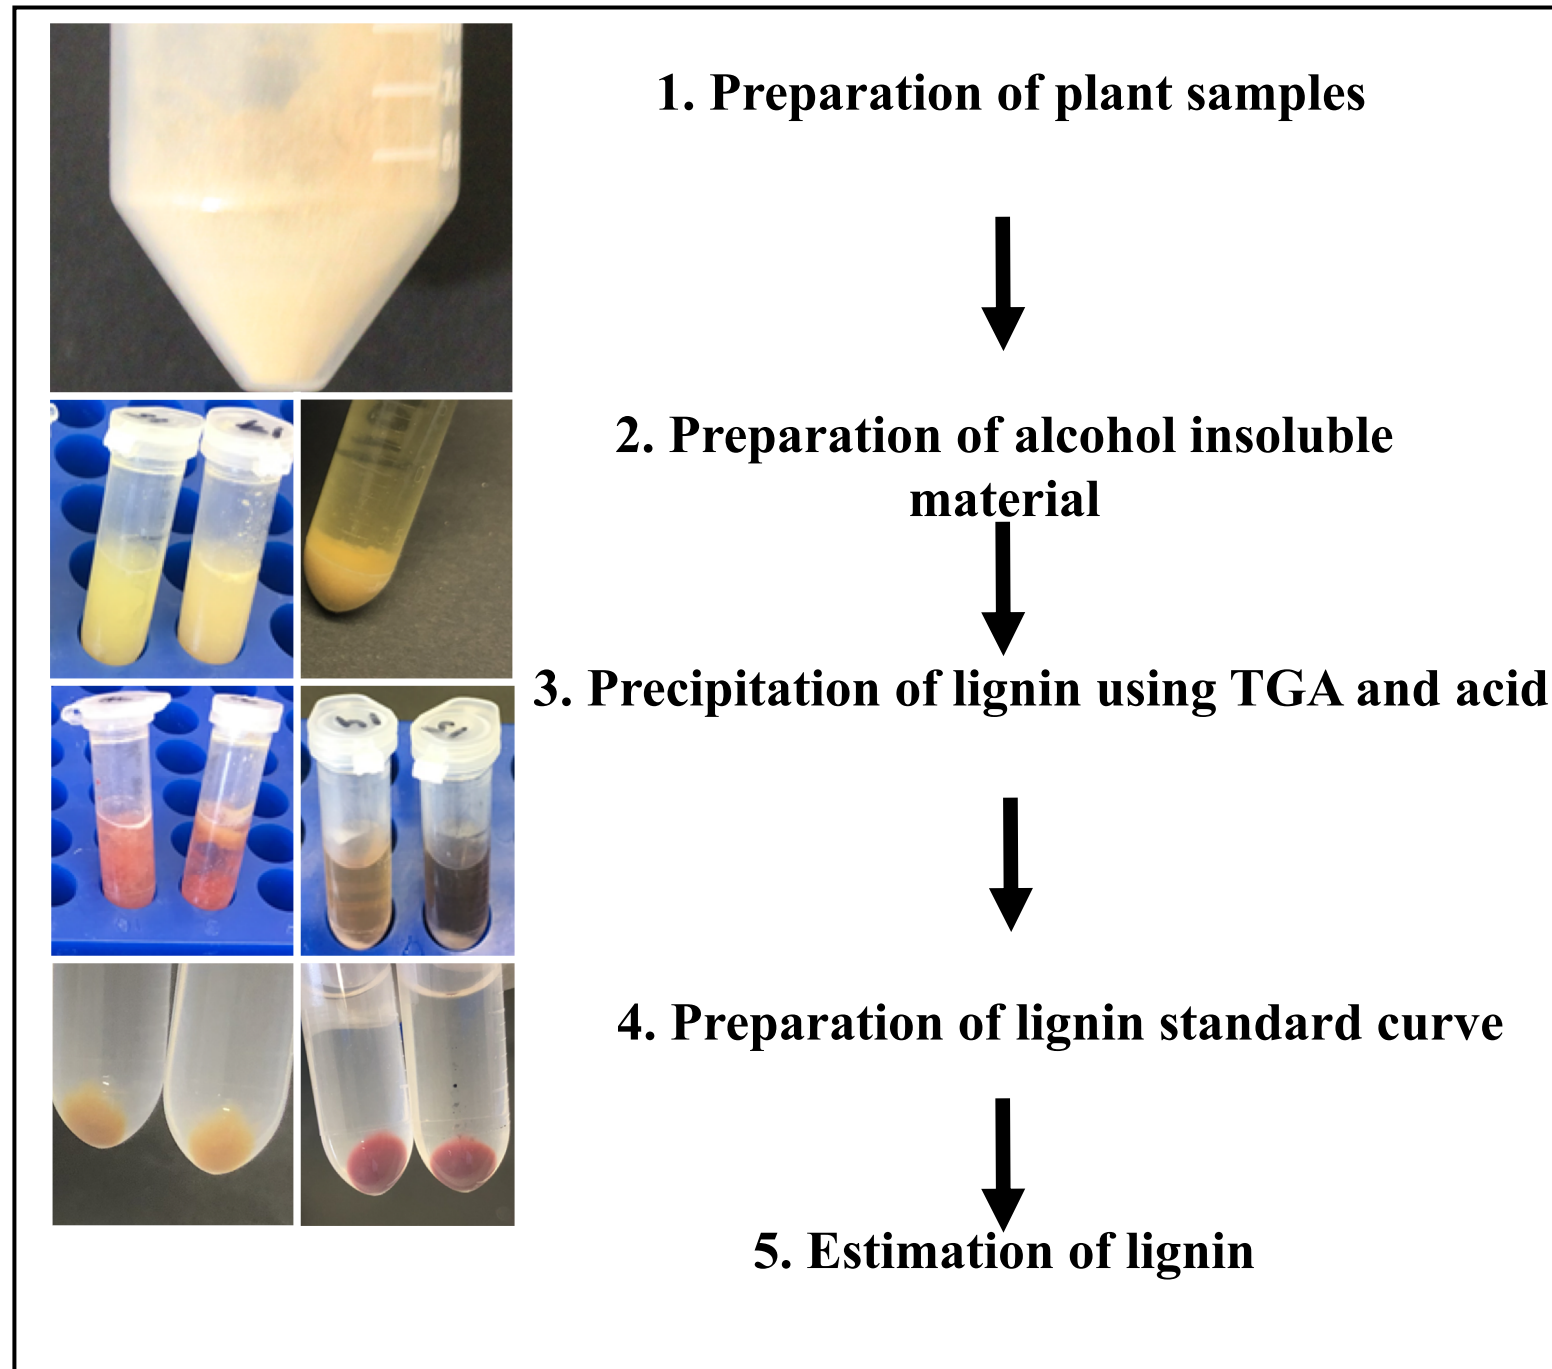 1. Preparation of plant samples
2. Preparation of alcohol insoluble
material
3. Precipitation of lignin using TGA and acid
4. Preparation of lignin standard curve
5. Estimation of lignin